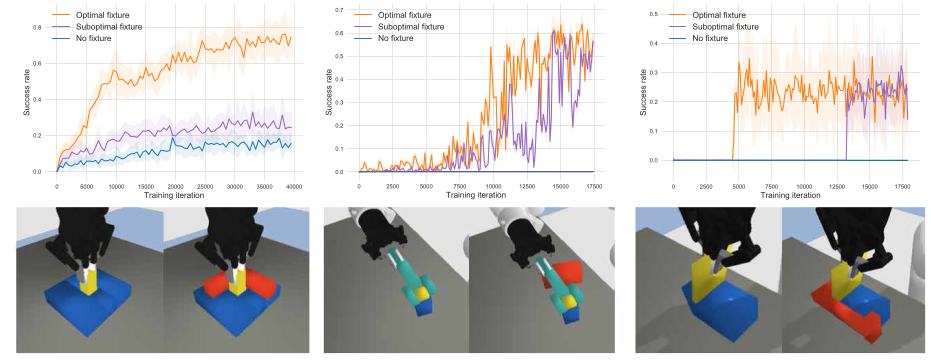 Optimal fixture
Suboptimal fixture
No fixture
Success rate
0.8
0.6
0.4
0.2
0.0
0
5000
10000
15000
20000
25000
30000
35000
40000
Training iteration
Optimal fixture
Suboptimal fixture
No fixture
Success rate
0.7
0.6
0.5
0.4
0.3
0.2
0.1
0.0
0
2500
5000
7500
10000
12500
15000
17500
Training iteration
Optimal fixture
Suboptimal fixture
No fixture
Success rate
0.5
0.4
0.3
0.2
0.1
0.0
0
2500
5000
7500
10000
12500
15000
17500
Training iteration